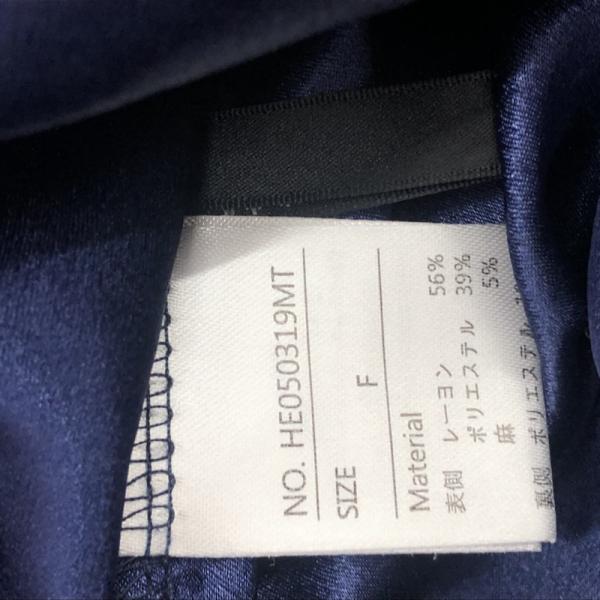 NO. HE050319MT
SIZE
F
Material
表側 レーヨン 56%
ポリエステル 39%
麻 5%
裏側 ポリエステル